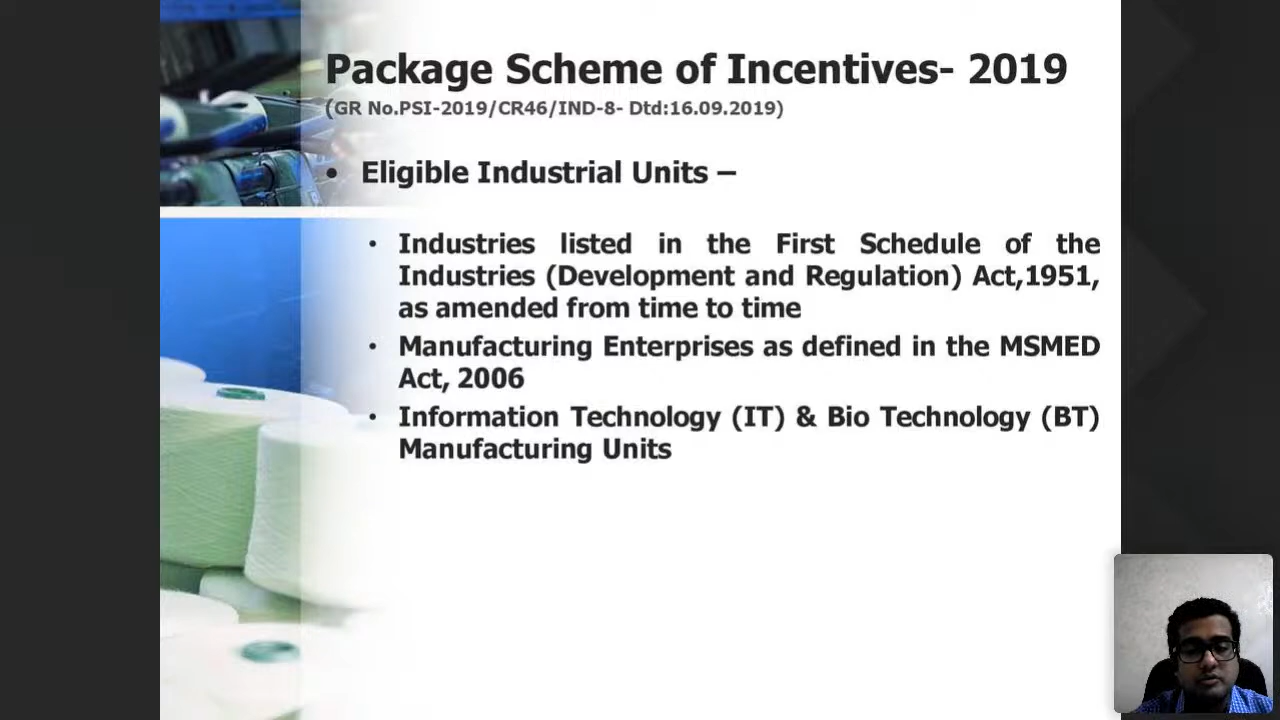 Package Scheme of Incentives- 2019
(GR No.PSI-2019/CR46/IND-8- Dtd:16.09.2019)
• Eligible Industrial Units –
• Industries listed in the First Schedule of the
Industries (Development and Regulation) Act,1951,
as amended from time to time
• Manufacturing Enterprises as defined in the MSMED
Act, 2006
• Information Technology (IT) & Bio Technology (BT)
Manufacturing Units